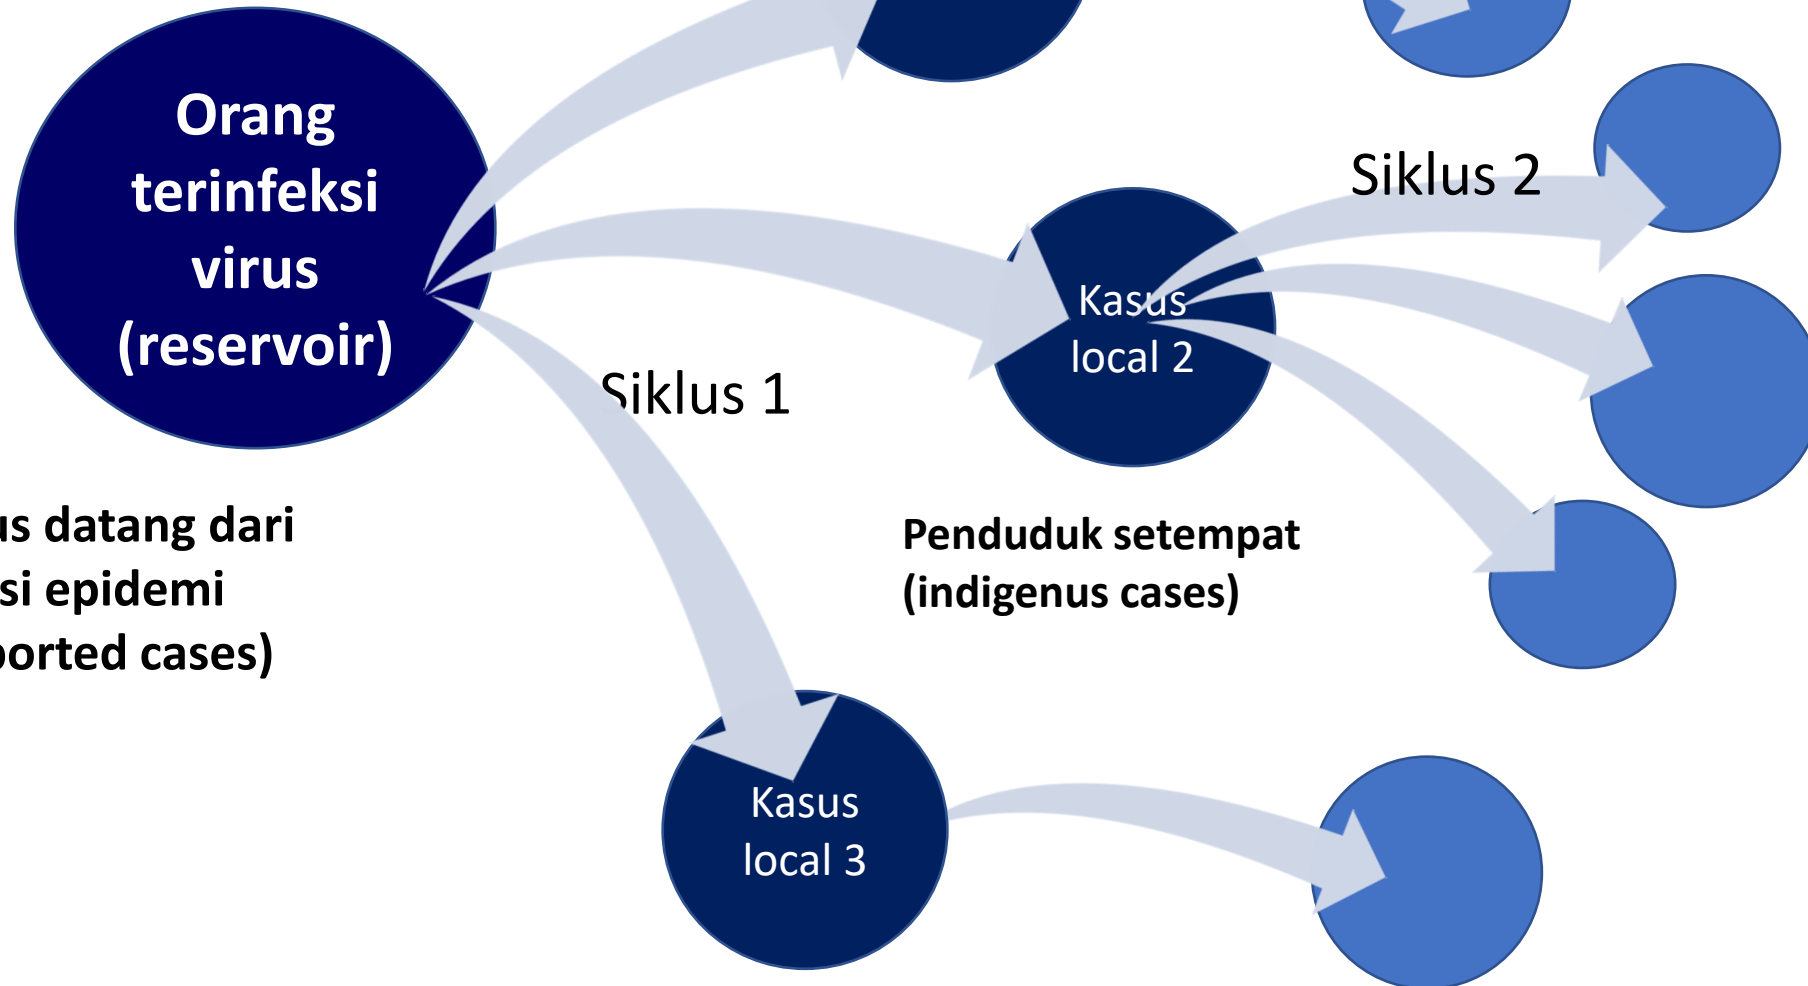 Orang
terinfeksi
virus
(reservoir)
Siklus 1
Siklus 2
Kasus
local 2
datang dari
epidemi
cases)
Penduduk setempat
(indigenus cases)
Kasus
local 3